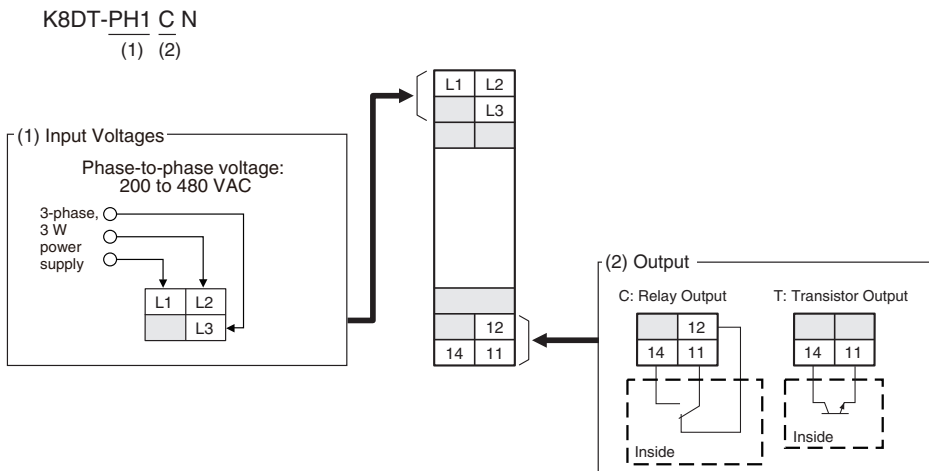 K8DT-PH1 C N
(1) (2)
L1 L2
L3
(1) Input Voltages
Phase-to-phase voltage:
200 to 480 VAC
3-phase,
3 W
power
supply
L1 L2
L3
12
14 11
(2) Output
C: Relay Output
12
14 11
Inside
T: Transistor Output
14 11
Inside